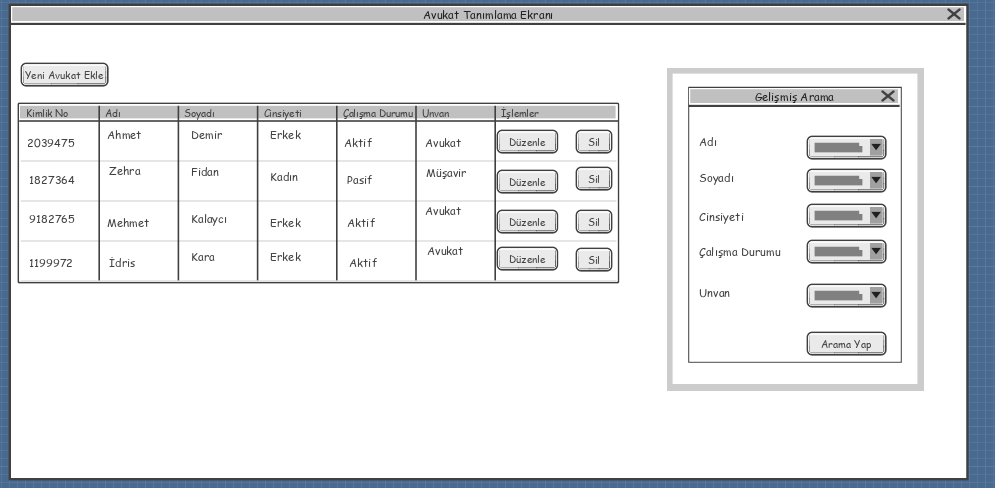 Avukat Tanımlama Ekranı
Yeni Avukat Ekle
Kimlik No Adı Soyadı Cinsiyeti Çalışma Durumu Unvan İşlemler
2039475 Ahmet Demir Erkek Aktif Avukat Düzenle Sil
1827364 Zehra Fidan Kadın Pasif Müşavir Düzenle Sil
9182765 Mehmet Kalaycı Erkek Aktif Avukat Düzenle Sil
1199972 İdris Kara Erkek Aktif Avukat Düzenle Sil
Gelişmiş Arama
Adı
Soyadı
Cinsiyeti
Çalışma Durumu
Unvan
Arama Yap